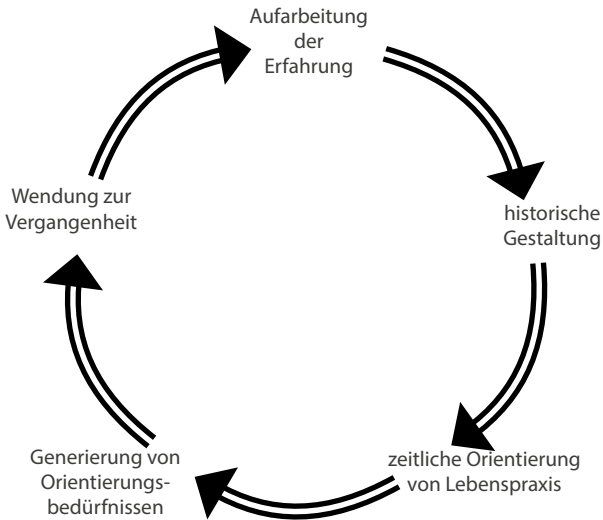 Aufarbeitung
der
Erfahrung
historische
Gestaltung
zeitliche Orientierung
von Lebenspraxis
Generierung von
Orientierungs-
bedürfnissen
Wendung zur
Vergangenheit